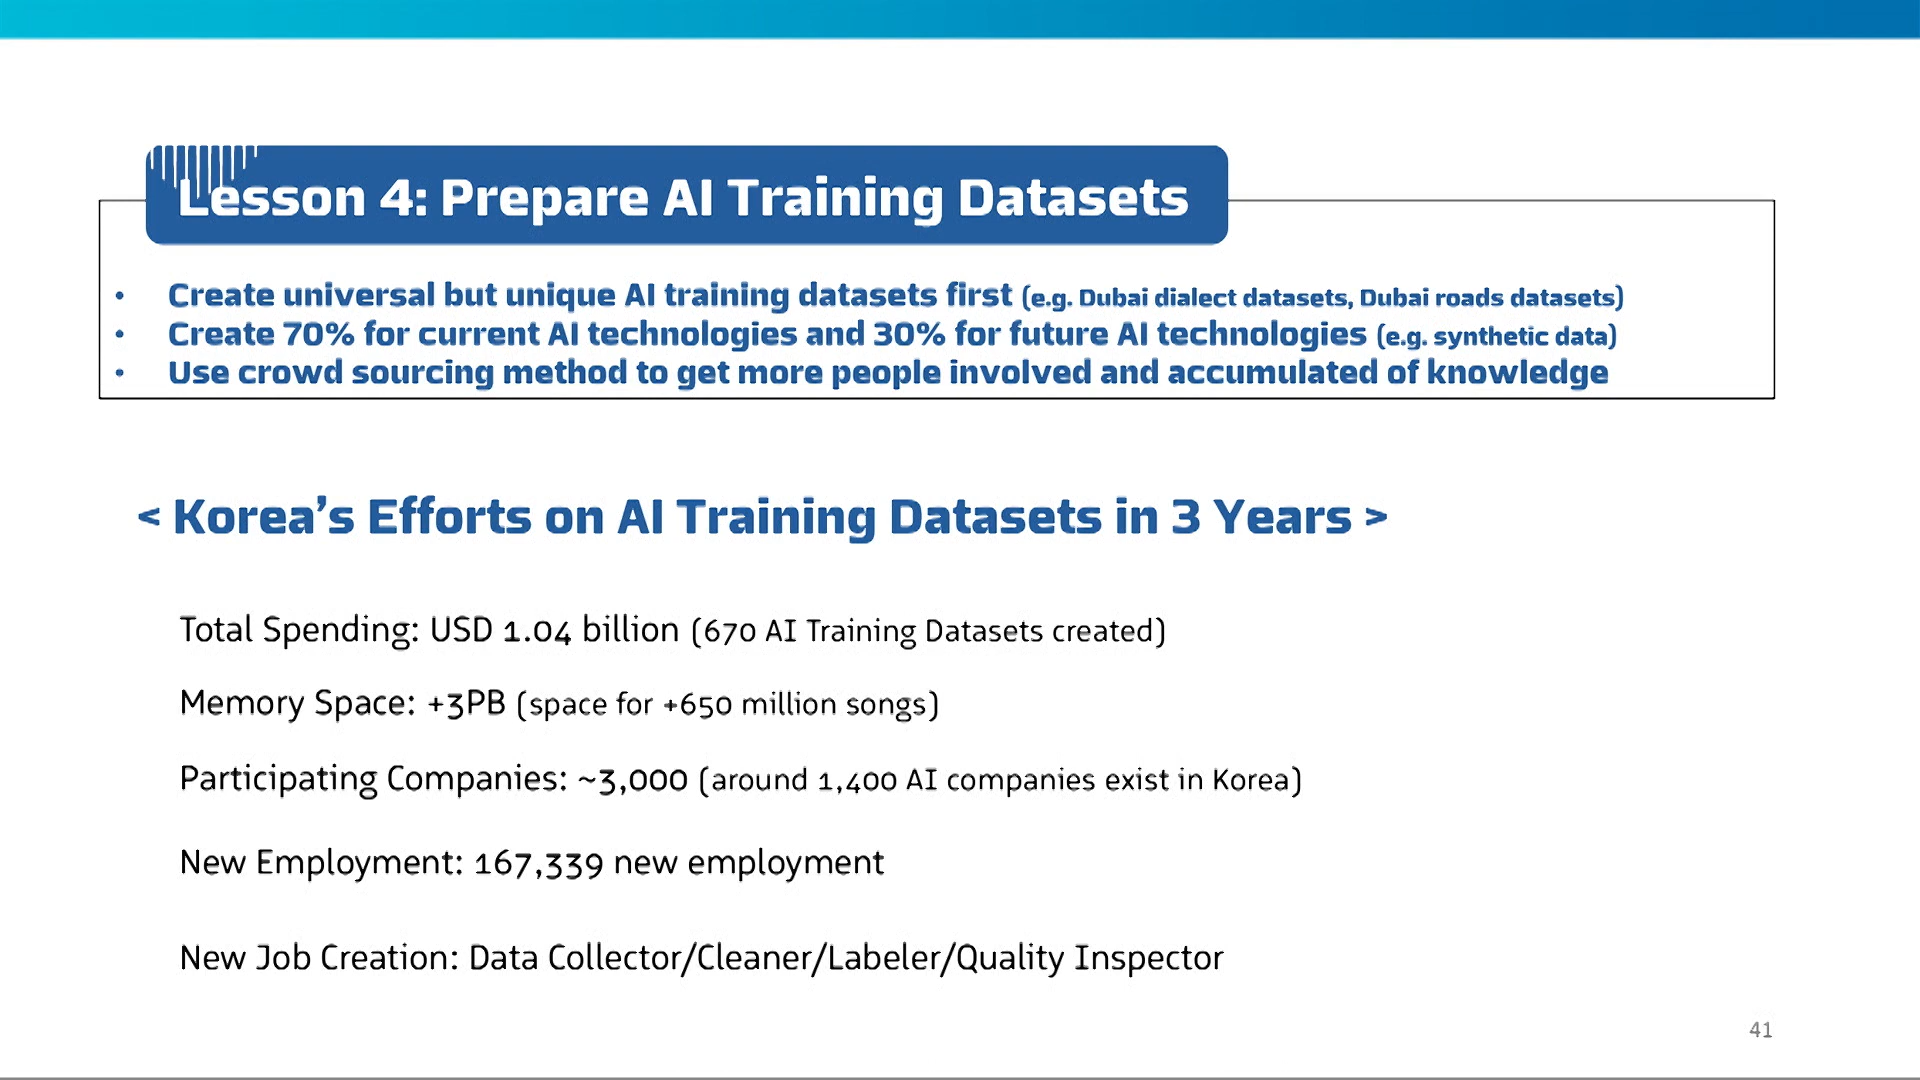 Lesson 4: Prepare AI Training Datasets
• Create universal but unique AI training datasets first (e.g. Dubai dialect datasets, Dubai roads datasets)
• Create 70% for current AI technologies and 30% for future AI technologies (e.g. synthetic data)
• Use crowd sourcing method to get more people involved and accumulated of knowledge
< Korea's Efforts on AI Training Datasets in 3 Years >
Total Spending: USD 1.04 billion (670 AI Training Datasets created)
Memory Space: +3PB (space for +650 million songs)
Participating Companies: ~3,000 (around 1,400 AI companies exist in Korea)
New Employment: 167,339 new employment
New Job Creation: Data Collector/Cleaner/Labeler/Quality Inspector
41